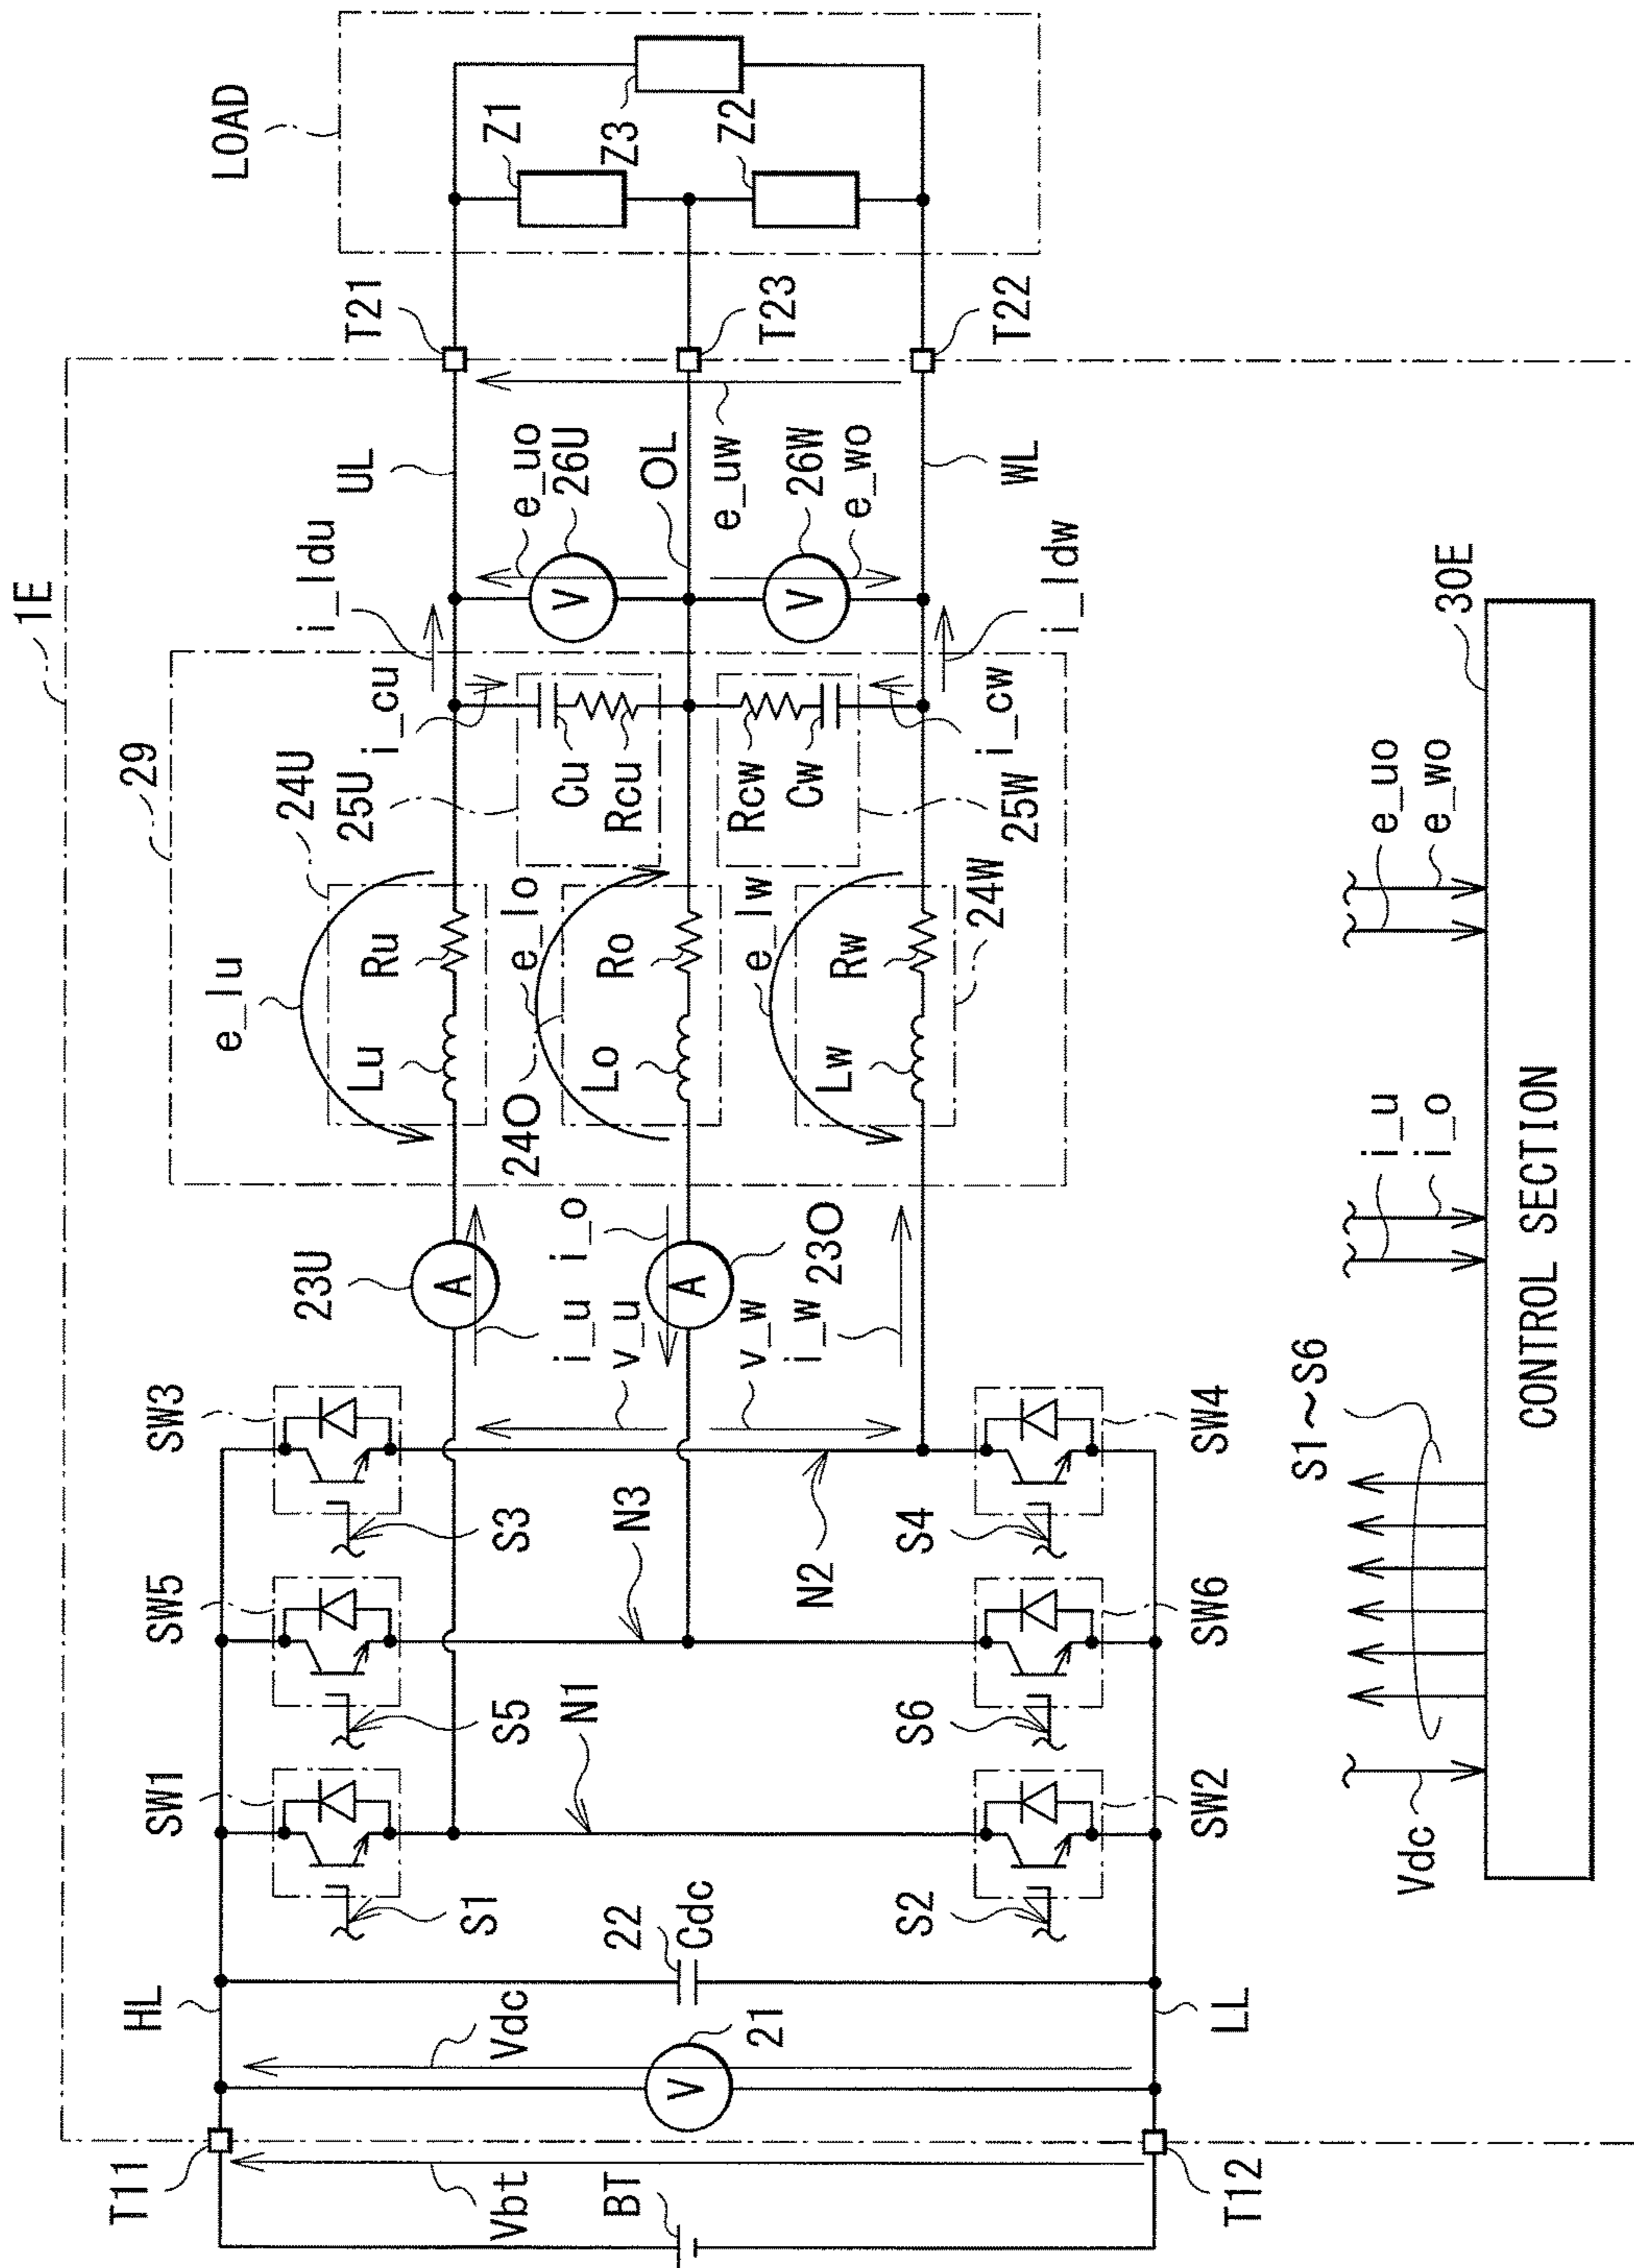 1E
LOAD
29
T21
Z1
Z3
Z2
T23
T22
UL
e_uo
26U
OL
e_uw
26W
e_wo
WL
i_ldu
i_ldw
24U
25U
i_cu
Cu
Rcu
Rcw
Cw
i_cw
25W
e_lu
Ru
Lu
e_lo
24O
Ro
Lo
e_lw
Rw
Lw
24W
23U
i_o
i_u
v_u
23O
v_w
i_w
SW3
S3
SW5
S5
SW1
S1
N3
N1
N2
SW4
S4
SW6
S6
SW2
S2
A
A
V
V
V
HL
22
Cdc
Vdc
21
LL
T11
Vbt
BT
T12
30E
e_uo
e_wo
i_u
i_o
S1~S6
Vdc
CONTROL SECTION